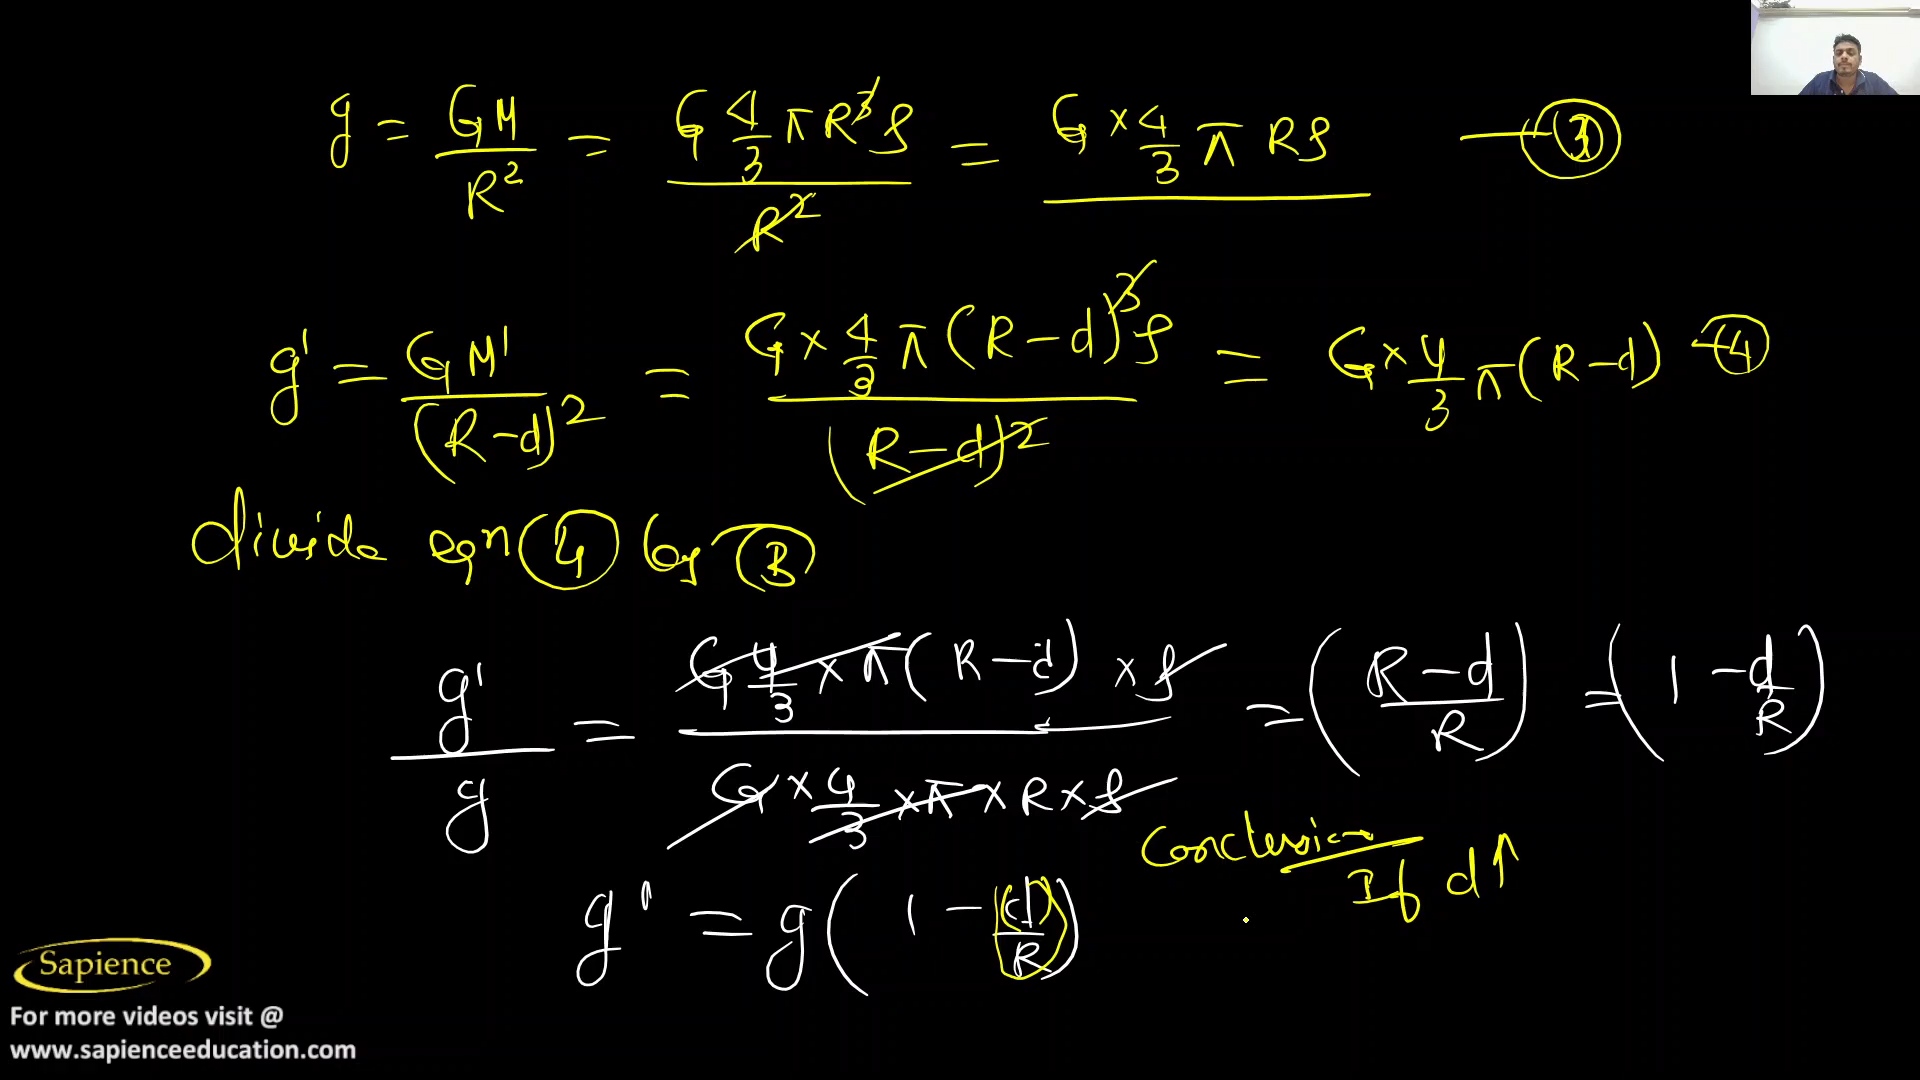 g = GM/R² = G 4/3 π R³ ρ / R² = G × 4/3 π R ρ — ③
g' = GM'/(R-d)² = G × 4/3 π (R-d)³ ρ / (R-d)² = G × 4/3 π (R-d) — ④
divide eqn ④ by ③
g'/g = G 4/3 × π (R-d) × ρ / G × 4/3 × π × R × ρ = (R-d/R) = (1 - d/R)
Conclusion
If d↑
g' = g(1 - d/R)
Sapience
For more videos visit @
www.sapienceeducation.com